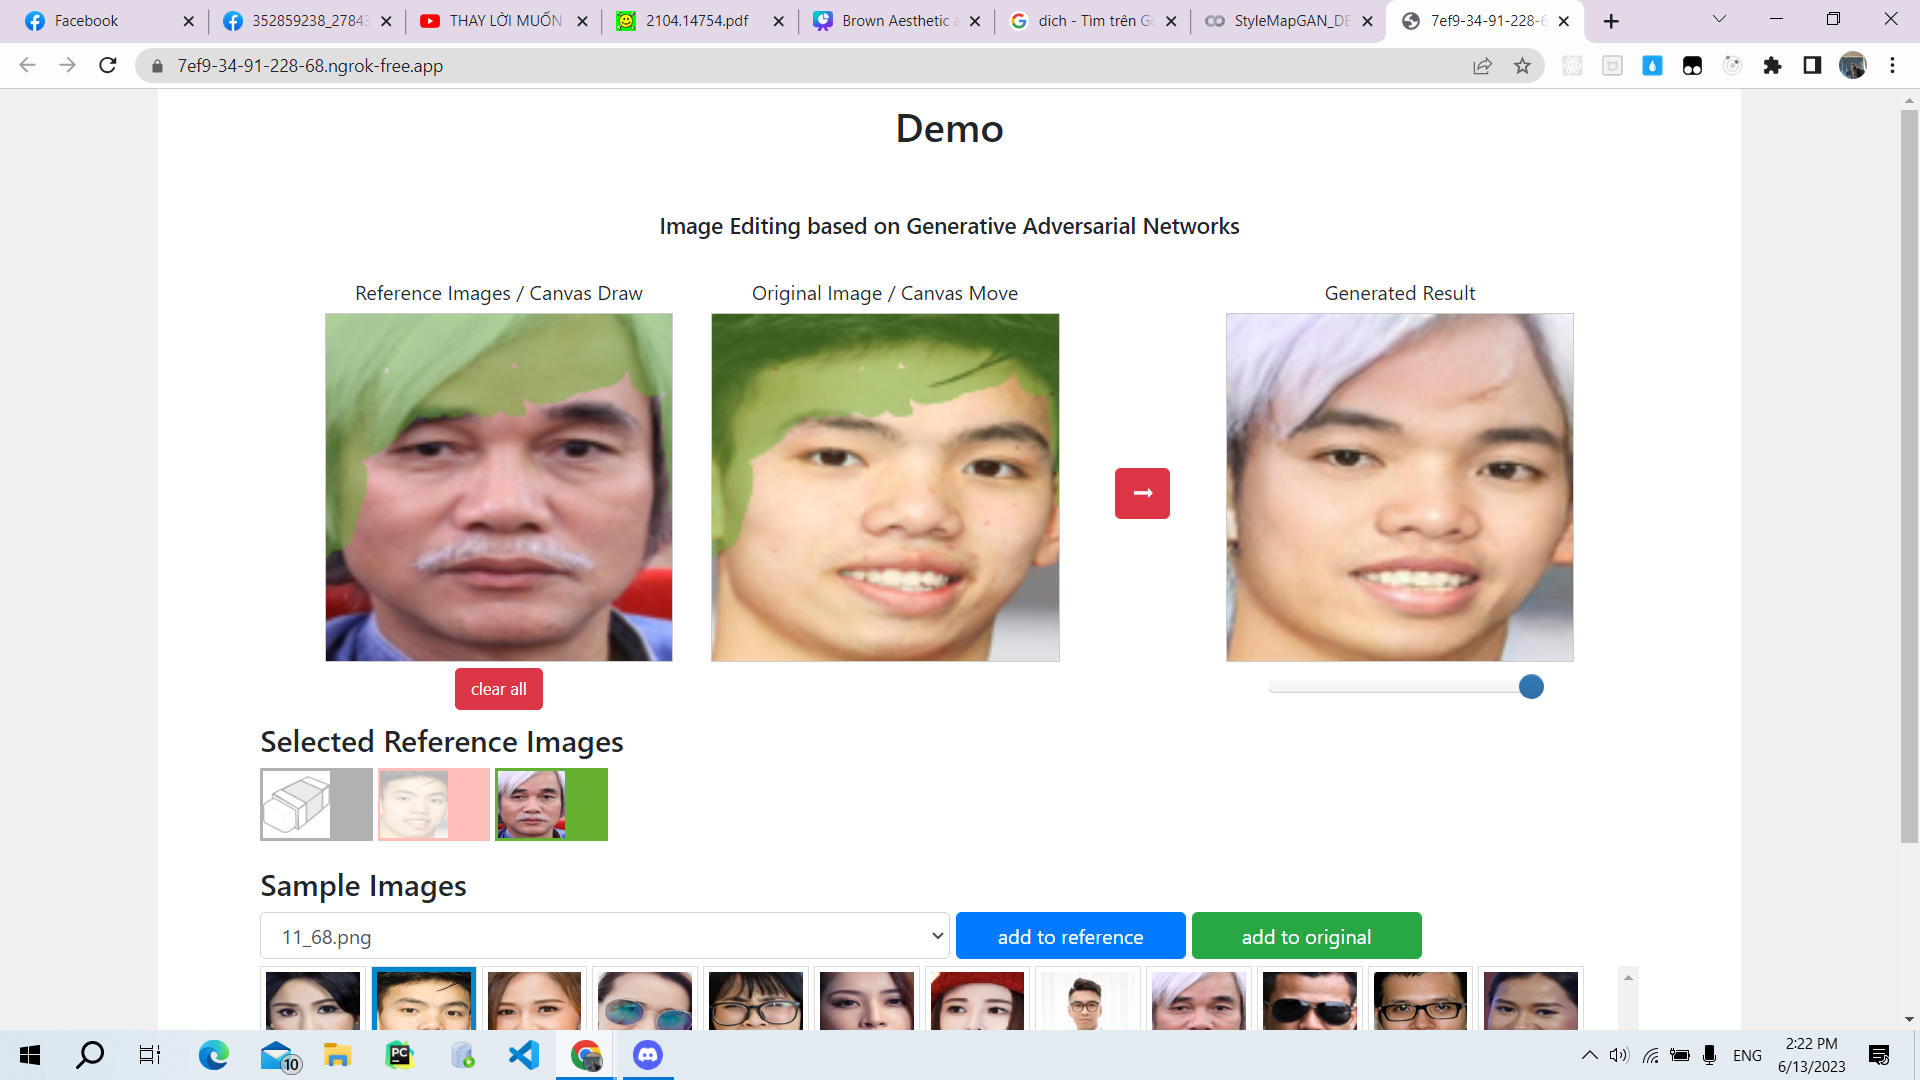 Facebook
352859238_27843
THAY LỜI MUỐN
2104.14754.pdf
Brown Aesthetic a
dich - Tìm trên Go
StyleMapGAN_DE
7ef9-34-91-228-6
7ef9-34-91-228-68.ngrok-free.app
Demo
Image Editing based on Generative Adversarial Networks
Reference Images / Canvas Draw
Original Image / Canvas Move
Generated Result
clear all
Selected Reference Images
Sample Images
11_68.png
add to reference
add to original
PC
10
ENG
2:22 PM
6/13/2023